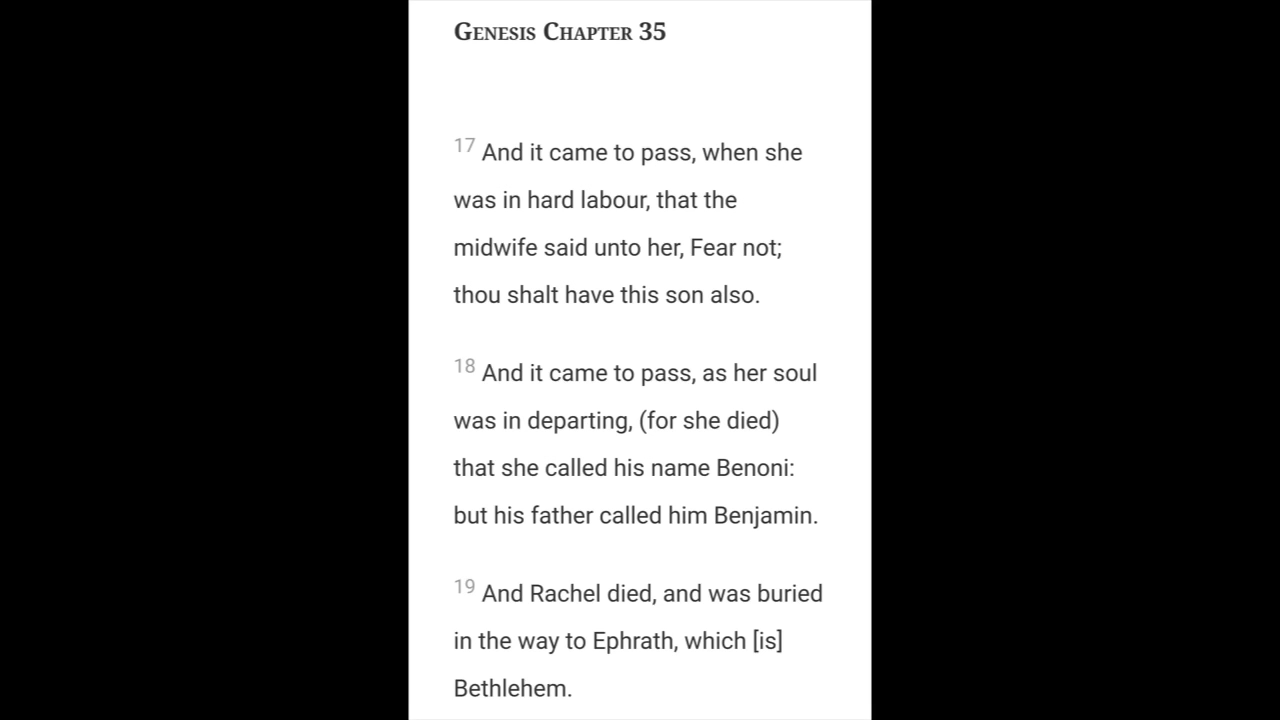 Genesis Chapter 35
17 And it came to pass, when she
was in hard labour, that the
midwife said unto her, Fear not;
thou shalt have this son also.
18 And it came to pass, as her soul
was in departing, (for she died)
that she called his name Benoni:
but his father called him Benjamin.
19 And Rachel died, and was buried
in the way to Ephrath, which [is]
Bethlehem.